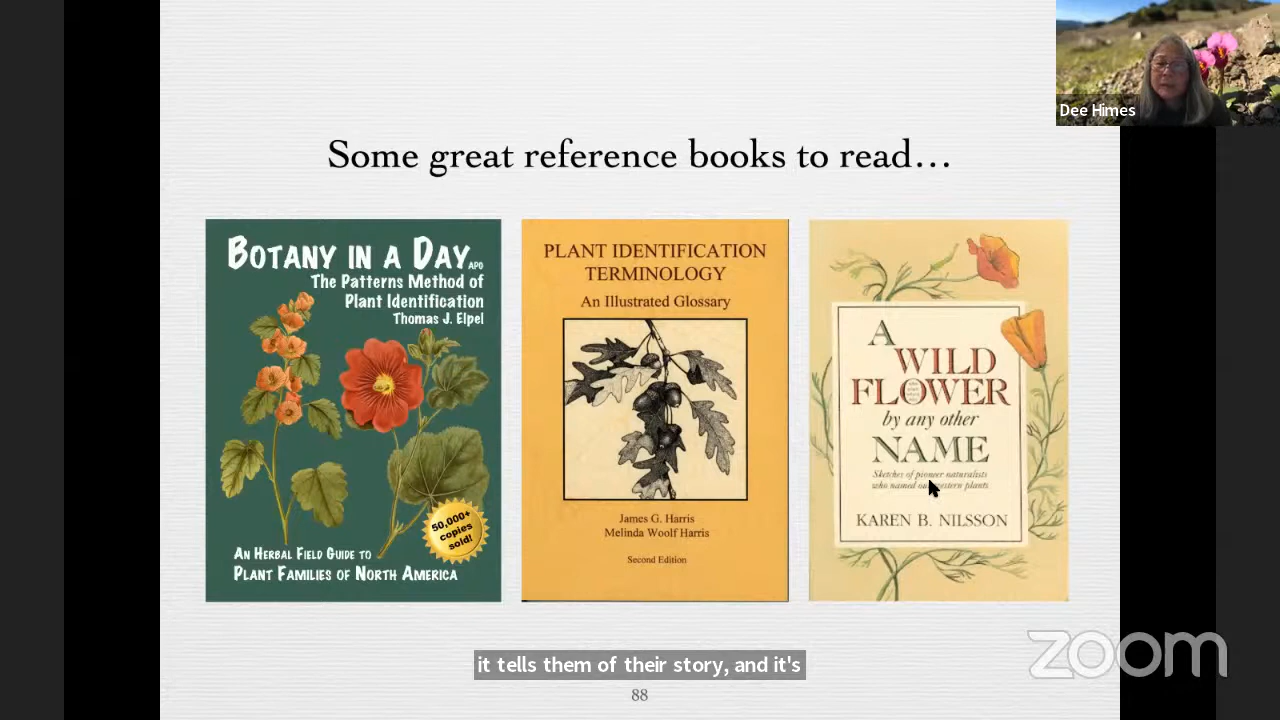 Dee Himes
Some great reference books to read…
BOTANY IN A DAY APD
The Patterns Method of
Plant Identification
Thomas J. Elpel
50,000+
copies
sold!
AN HERBAL FIELD GUIDE TO
PLANT FAMILIES OF NORTH AMERICA
PLANT IDENTIFICATION
TERMINOLOGY
An Illustrated Glossary
James G. Harris
Melinda Woolf Harris
Second Edition
A
WILD
FLOWER
by any other
NAME
Sketches of pioneer naturalists
who named our western plants
KAREN B. NILSSON
zoom
it tells them of their story, and it's
88